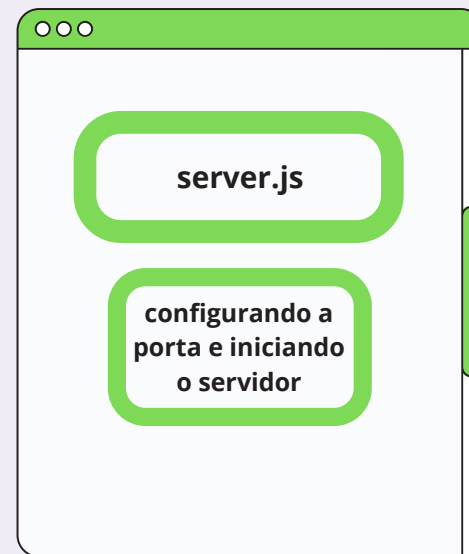 server.js
configurando a
porta e iniciando
o servidor